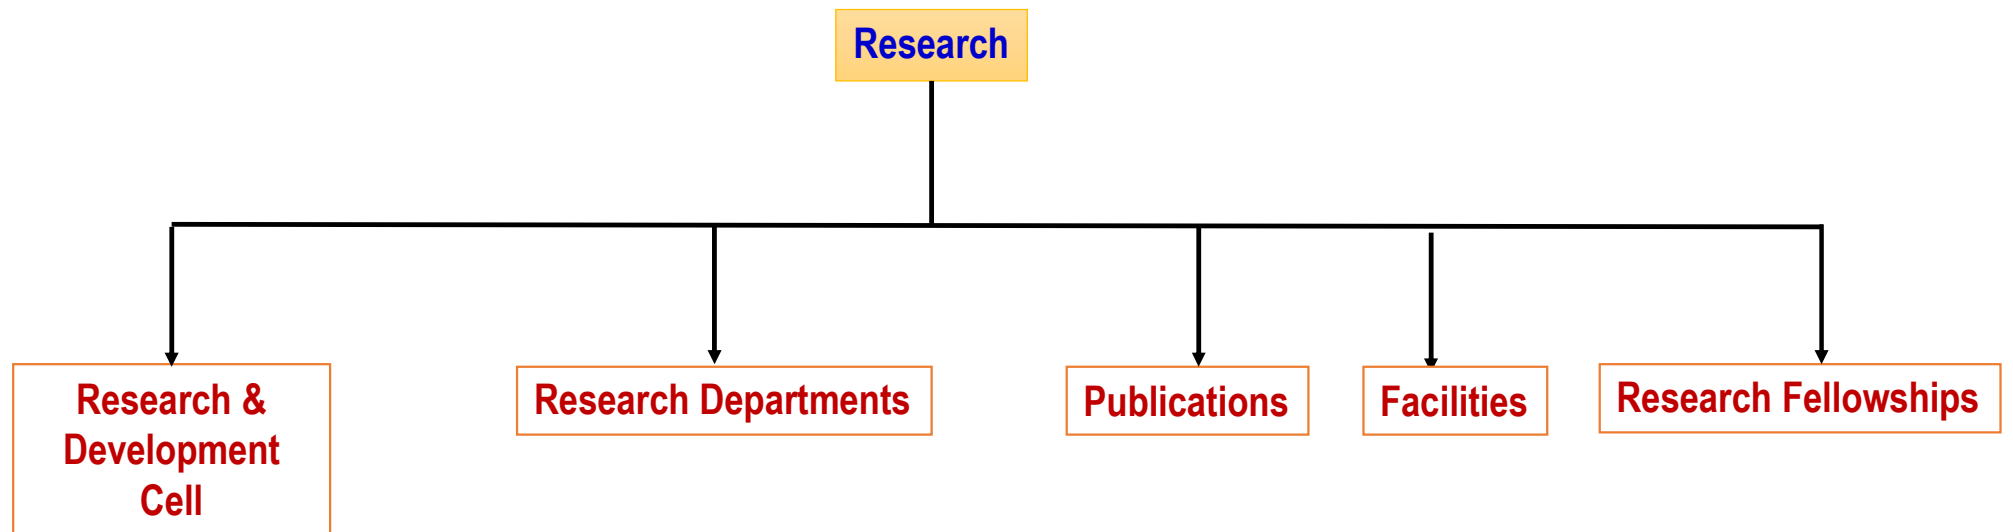 Research
Research &
Development
Cell
Research Departments
Publications
Facilities
Research Fellowships